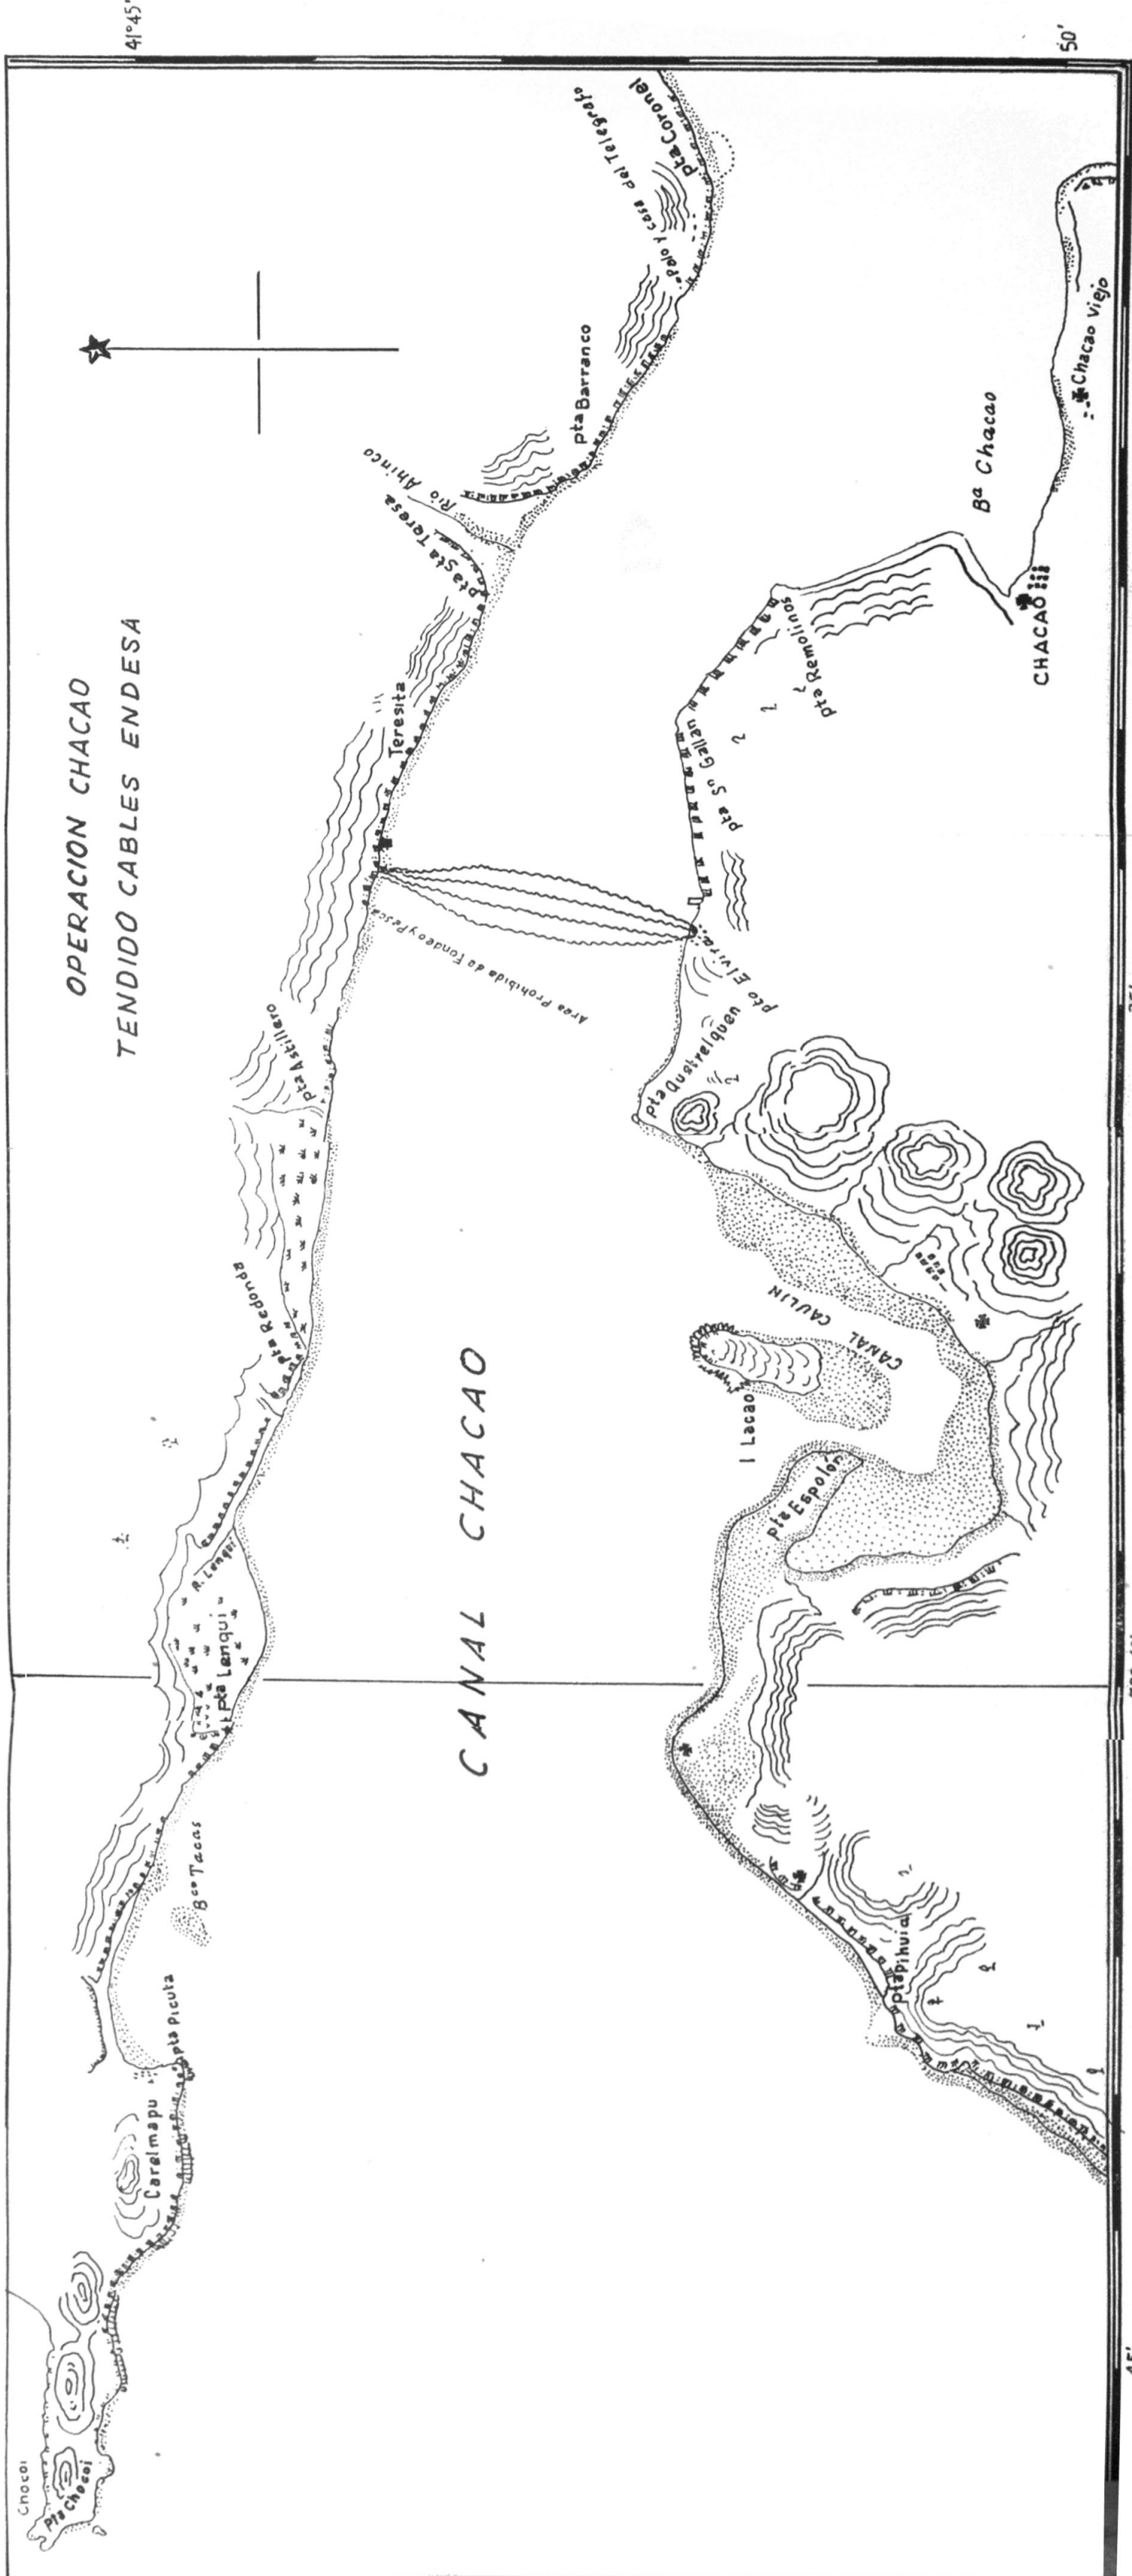 OPERACION CHACAO
TENDIDO CABLES ENDESA
41°45'
50'
45'
Pta Chocoi
Carelmapu
pta Picuta
Bco Tacas
pta Lenqui
R. Lenqui
pta Redonda
pta Astillero
Teresita
pta Sta Teresa
Rio Ahinco
pta Barranco
Palo y casa del Telegrafo
pta Coronel
Area Prohibida de Fondeo y Pesca
CANAL CHACAO
pta Pihuia
pta Espolón
I Lacao
CANAL CAULIN
pta Quetrelquen
pto Elvira
pta Sn Gallan
pta Remolinos
Ba Chacao
CHACAO
Chacao Viejo